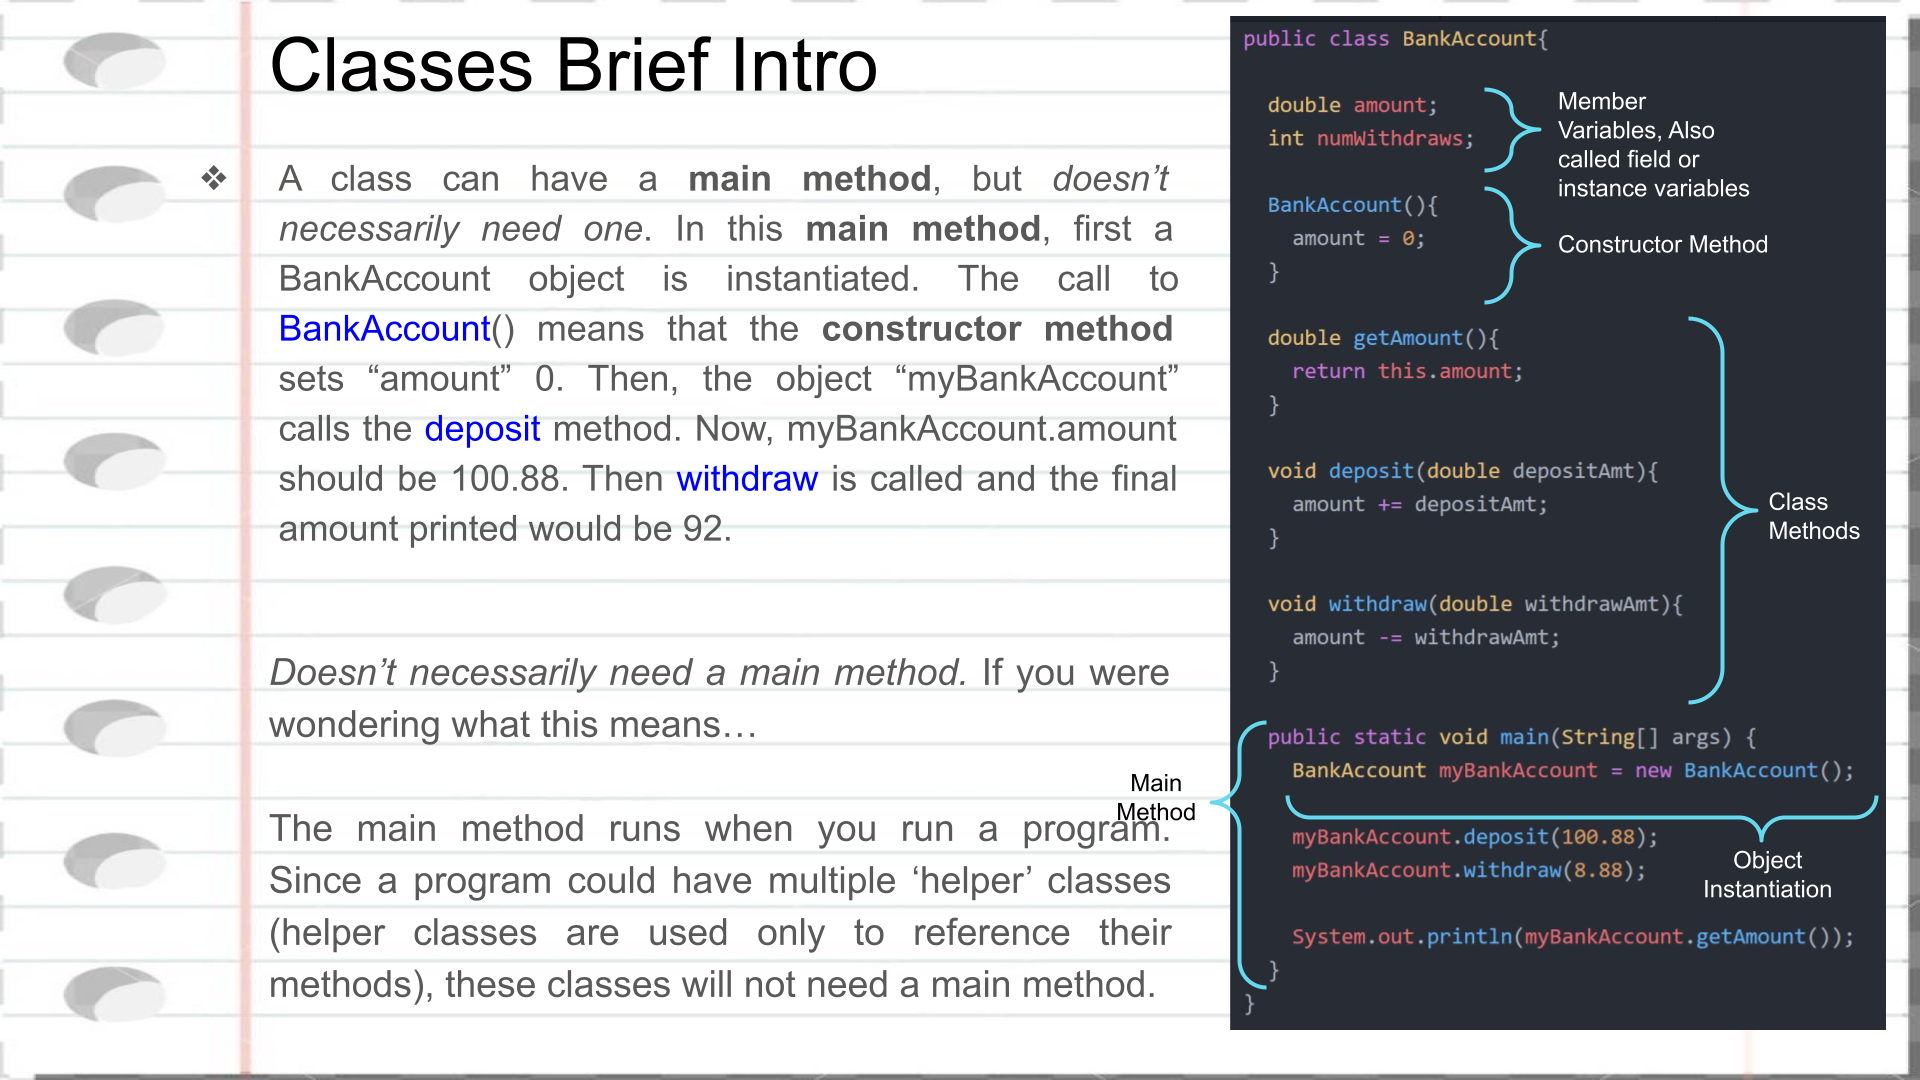 Classes Brief Intro
❖ A class can have a main method, but doesn’t
necessarily need one. In this main method, first a
BankAccount object is instantiated. The call to
BankAccount() means that the constructor method
sets “amount” 0. Then, the object “myBankAccount”
calls the deposit method. Now, myBankAccount.amount
should be 100.88. Then withdraw is called and the final
amount printed would be 92.
Doesn’t necessarily need a main method. If you were
wondering what this means…
The main method runs when you run a program.
Since a program could have multiple ‘helper’ classes
(helper classes are used only to reference their
methods), these classes will not need a main method.
public class BankAccount{
double amount;
int numWithdraws;
Member
Variables, Also
called field or
instance variables
BankAccount(){
amount = 0;
}
Constructor Method
double getAmount(){
return this.amount;
}
void deposit(double depositAmt){
amount += depositAmt;
}
void withdraw(double withdrawAmt){
amount -= withdrawAmt;
}
Class
Methods
Main
Method
public static void main(String[] args) {
BankAccount myBankAccount = new BankAccount();
myBankAccount.deposit(100.88);
myBankAccount.withdraw(8.88);
Object
Instantiation
System.out.println(myBankAccount.getAmount());
}
}